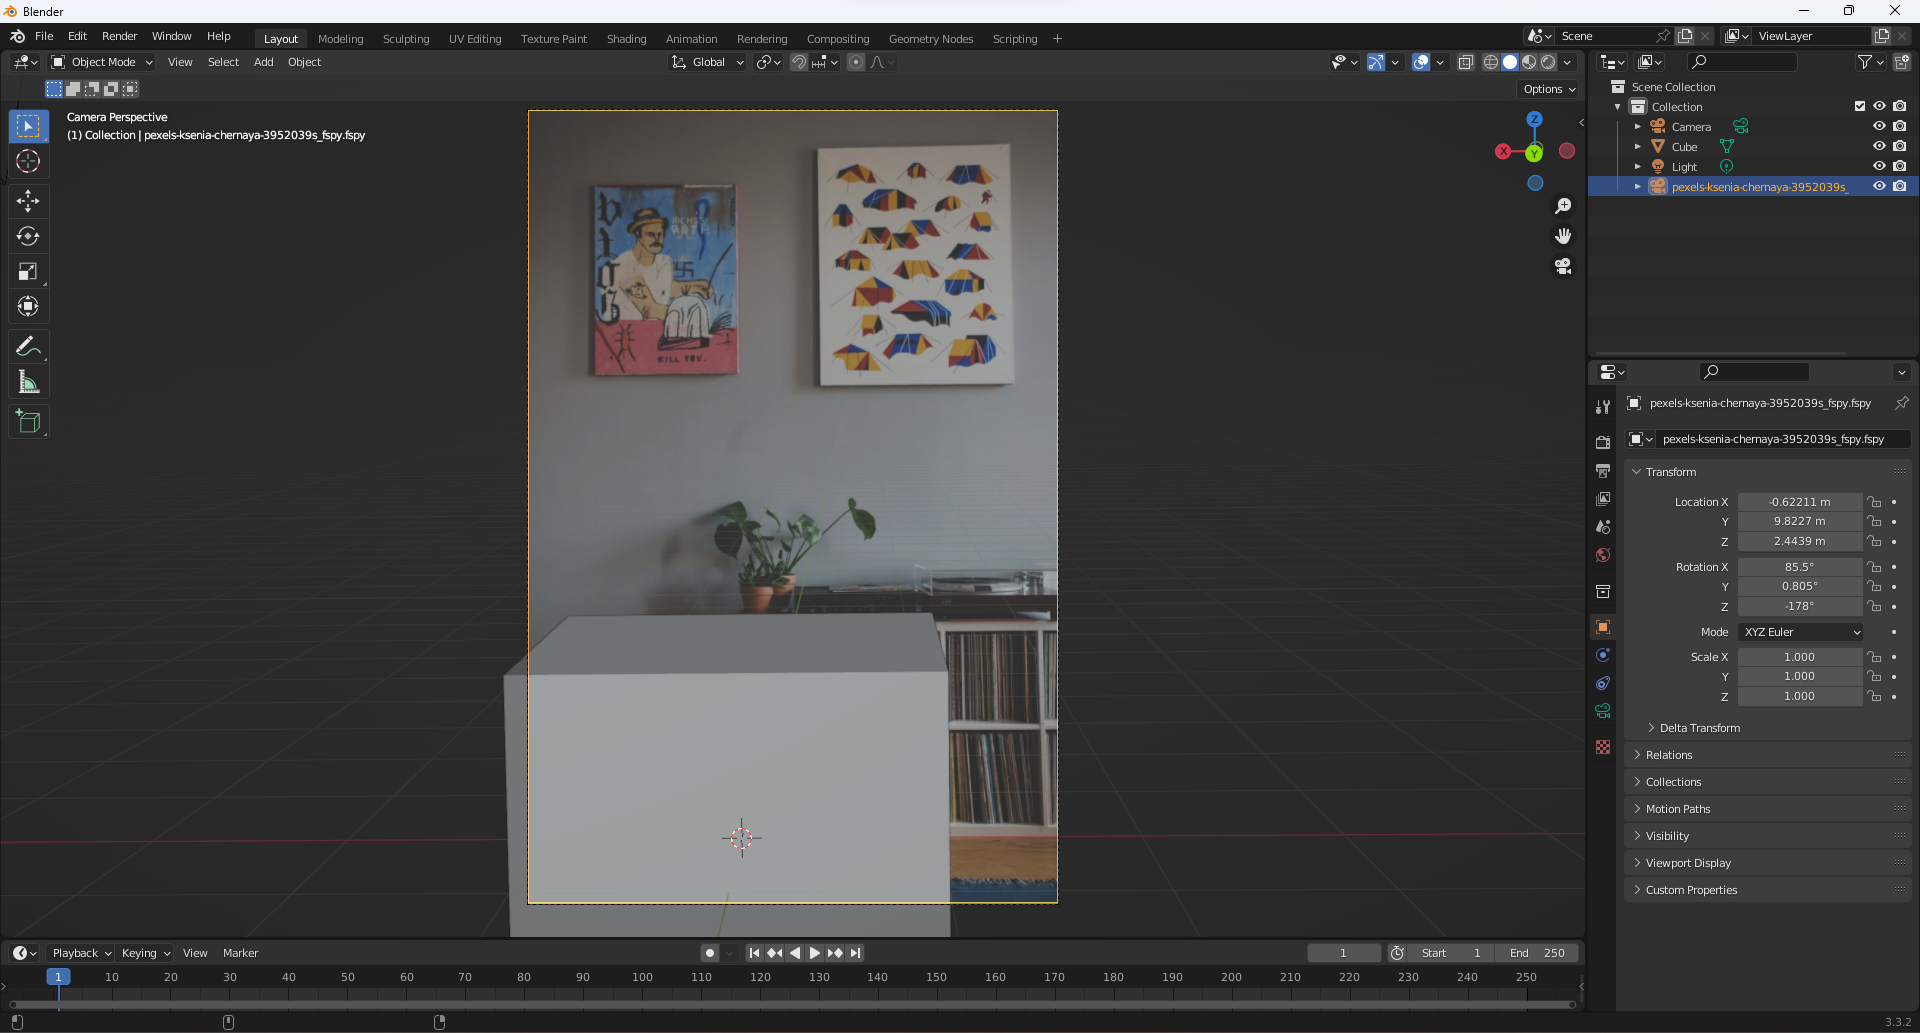 Blender
File Edit Render Window Help Layout Modeling Sculpting UV Editing Texture Paint Shading Animation Rendering Compositing Geometry Nodes Scripting + Scene ViewLayer
Object Mode View Select Add Object Global
Options
Camera Perspective
(1) Collection | pexels-ksenia-chernaya-3952039s_fspy.fspy
Z
X
Y
KILL YOU.
Scene Collection
Collection
Camera
Cube
Light
pexels-ksenia-chernaya-3952039s_
pexels-ksenia-chernaya-3952039s_fspy.fspy
pexels-ksenia-chernaya-3952039s_fspy.fspy
Transform
Location X -0.62211 m
Y 9.8227 m
Z 2.4439 m
Rotation X 85.5°
Y 0.805°
Z -178°
Mode XYZ Euler
Scale X 1.000
Y 1.000
Z 1.000
Delta Transform
Relations
Collections
Motion Paths
Visibility
Viewport Display
Custom Properties
Playback Keying View Marker 1 Start 1 End 250
1 10 20 30 40 50 60 70 80 90 100 110 120 130 140 150 160 170 180 190 200 210 220 230 240 250
3.3.2